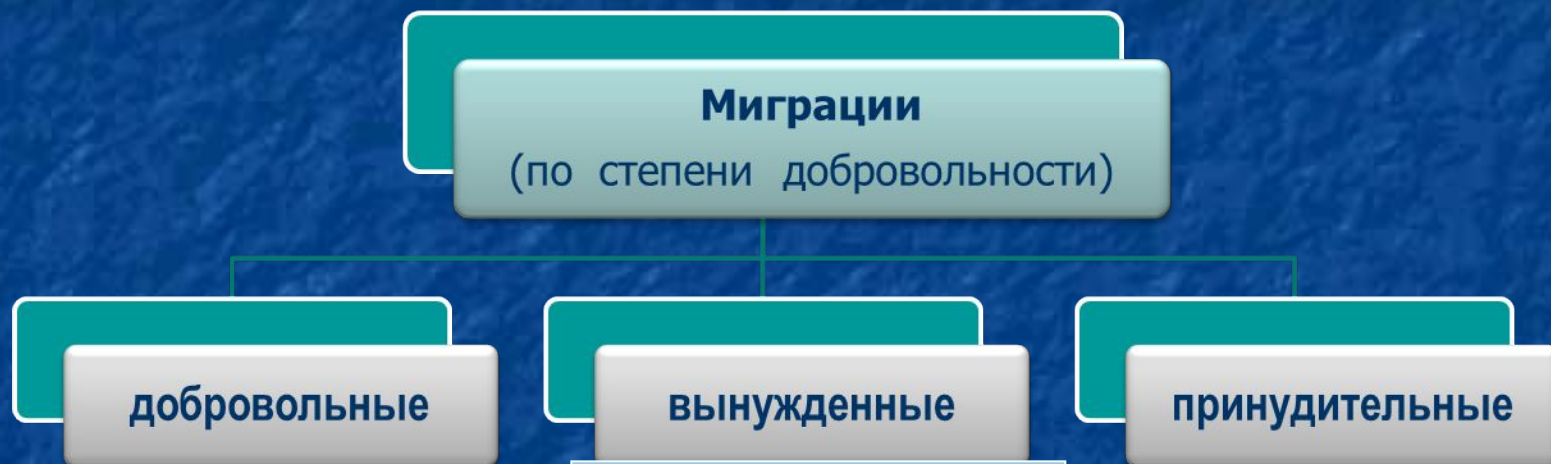 Миграции
(по степени добровольности)
добровольные
вынужденные
принудительные